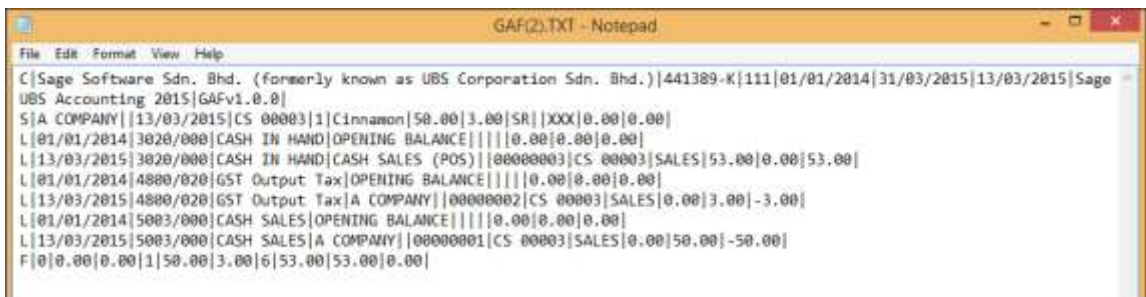 GAF(2).TXT - Notepad
File Edit Format View Help
C|Sage Software Sdn. Bhd. (formerly known as UBS Corporation Sdn. Bhd.)|441389-K|111|01/01/2014|31/03/2015|13/03/2015|Sage
UBS Accounting 2015|GAFv1.0.0|
S|A COMPANY||13/03/2015|CS 00003|1|Cinnamon|50.00|3.00|SR||XXX|0.00|0.00|
L|01/01/2014|3020/000|CASH IN HAND|OPENING BALANCE|||||0.00|0.00|0.00|
L|13/03/2015|3020/000|CASH IN HAND|CASH SALES (POS)||00000003|CS 00003|SALES|53.00|0.00|53.00|
L|01/01/2014|4800/020|GST Output Tax|OPENING BALANCE|||||0.00|0.00|0.00|
L|13/03/2015|4800/020|GST Output Tax|A COMPANY||00000002|CS 00003|SALES|0.00|3.00|-3.00|
L|01/01/2014|5003/000|CASH SALES|OPENING BALANCE|||||0.00|0.00|0.00|
L|13/03/2015|5003/000|CASH SALES|A COMPANY||00000001|CS 00003|SALES|0.00|50.00|-50.00|
F|0|0.00|0.00|1|50.00|3.00|6|53.00|53.00|0.00|